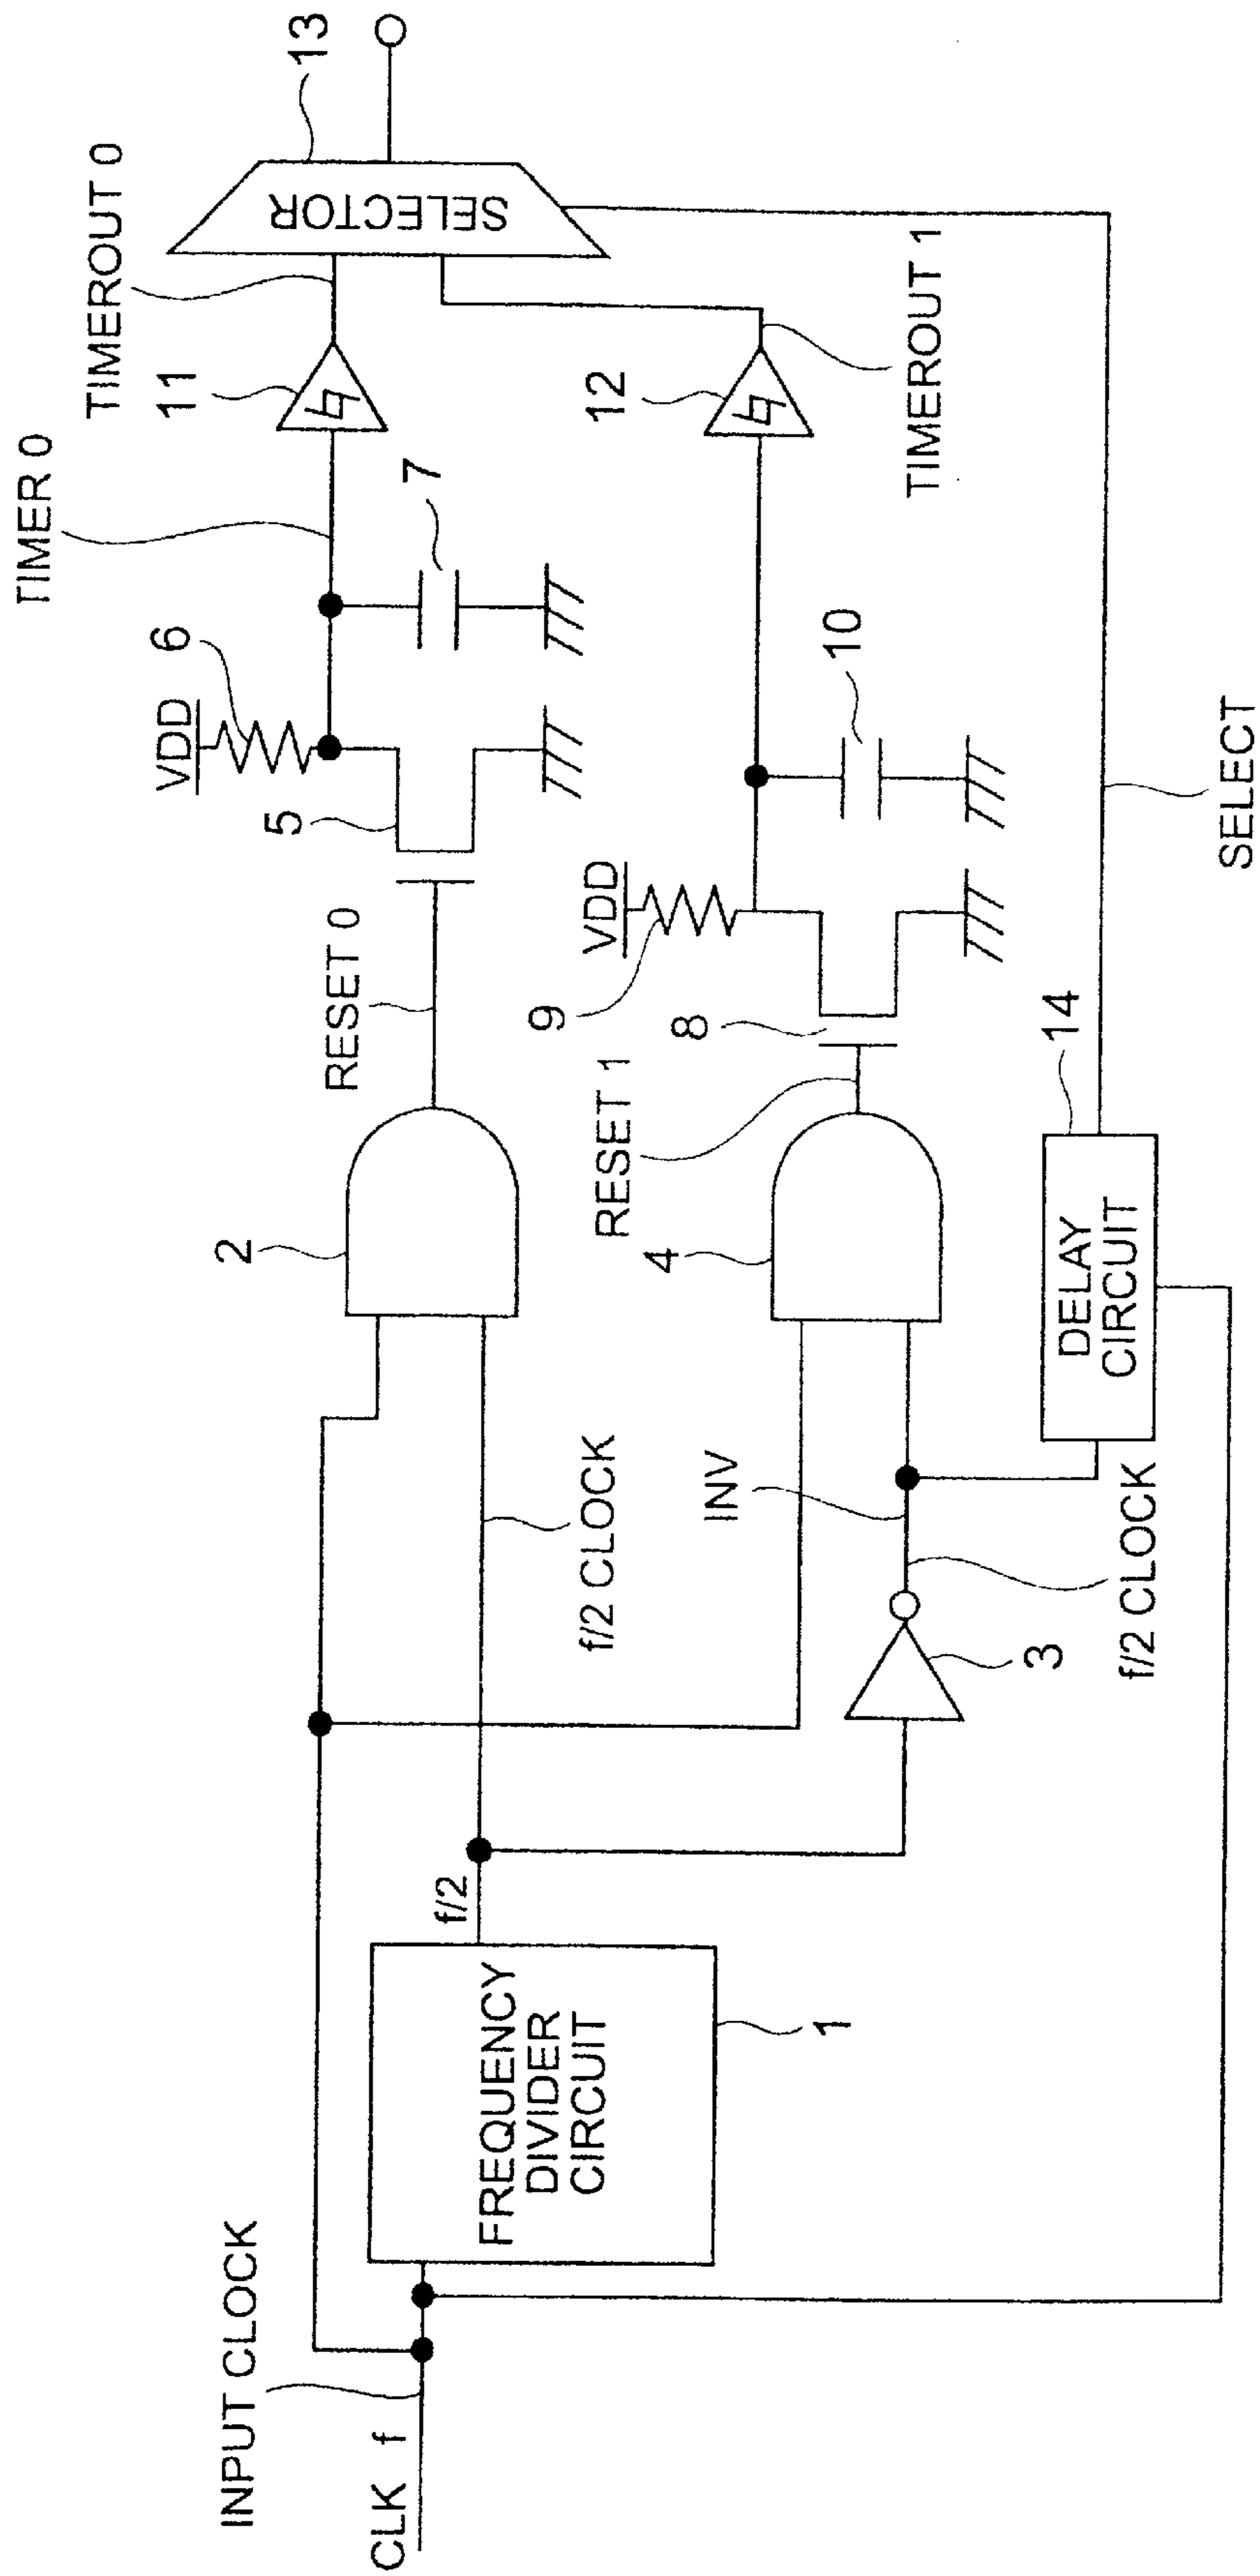 INPUT CLOCK
CLK f
FREQUENCY
DIVIDER
CIRCUIT
1
f/2
f/2 CLOCK
2
RESET 0
5
VDD
6
TIMER 0
7
11
TIMEROUT 0
SELECTOR
13
3
f/2 CLOCK
INV
4
RESET 1
8
9
VDD
10
12
TIMEROUT 1
DELAY
CIRCUIT
14
SELECT